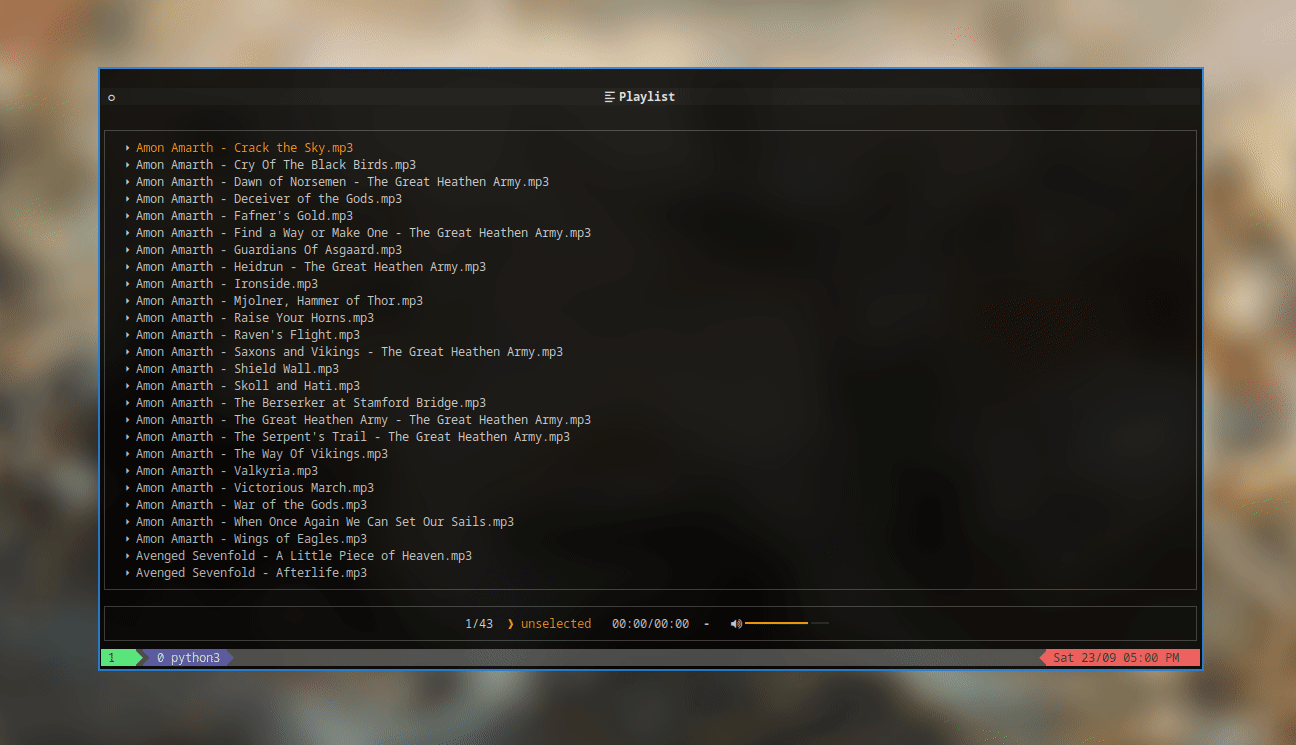 Playlist
Amon Amarth - Crack the Sky.mp3
Amon Amarth - Cry Of The Black Birds.mp3
Amon Amarth - Dawn of Norsemen - The Great Heathen Army.mp3
Amon Amarth - Deceiver of the Gods.mp3
Amon Amarth - Fafner's Gold.mp3
Amon Amarth - Find a Way or Make One - The Great Heathen Army.mp3
Amon Amarth - Guardians Of Asgaard.mp3
Amon Amarth - Heidrun - The Great Heathen Army.mp3
Amon Amarth - Ironside.mp3
Amon Amarth - Mjolner, Hammer of Thor.mp3
Amon Amarth - Raise Your Horns.mp3
Amon Amarth - Raven's Flight.mp3
Amon Amarth - Saxons and Vikings - The Great Heathen Army.mp3
Amon Amarth - Shield Wall.mp3
Amon Amarth - Skoll and Hati.mp3
Amon Amarth - The Berserker at Stamford Bridge.mp3
Amon Amarth - The Great Heathen Army - The Great Heathen Army.mp3
Amon Amarth - The Serpent's Trail - The Great Heathen Army.mp3
Amon Amarth - The Way Of Vikings.mp3
Amon Amarth - Valkyria.mp3
Amon Amarth - Victorious March.mp3
Amon Amarth - War of the Gods.mp3
Amon Amarth - When Once Again We Can Set Our Sails.mp3
Amon Amarth - Wings of Eagles.mp3
Avenged Sevenfold - A Little Piece of Heaven.mp3
Avenged Sevenfold - Afterlife.mp3
1/43 ❱ unselected 00:00/00:00 -
1 0 python3 Sat 23/09 05:00 PM